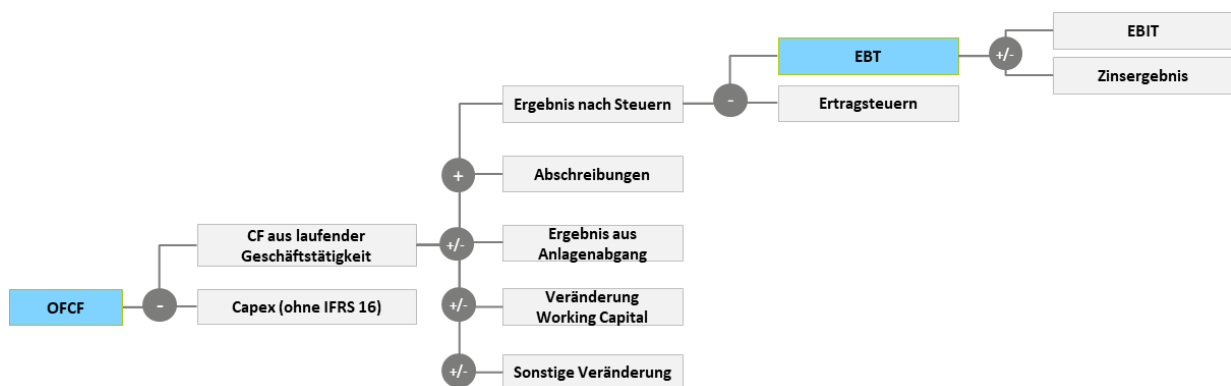 EBIT
EBT
+/-
Zinsergebnis
Ergebnis nach Steuern
-
Ertragsteuern
+
Abschreibungen
CF aus laufender
Geschäftstätigkeit
+/-
Ergebnis aus
Anlagenabgang
OFCF
-
Capex (ohne IFRS 16)
+/-
Veränderung
Working Capital
+/-
Sonstige Veränderung